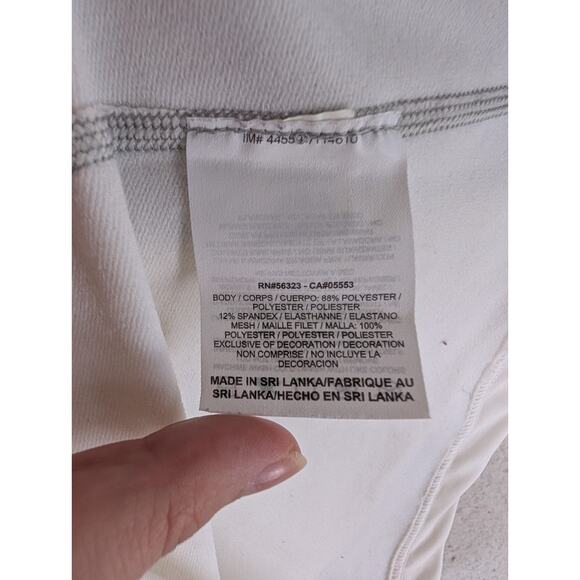 IM# 4455
RN#56323 - CA#05553
BODY / CORPS / CUERPO: 88% POLYESTER /
POLYESTER / POLIESTER
12% SPANDEX / ELASTHANNE / ELASTANO
MESH / MAILLE FILET / MALLA: 100%
POLYESTER / POLYESTER / POLIESTER
EXCLUSIVE OF DECORATION / DECORATION
NON COMPRISE / NO INCLUYE LA
DECORACION
MADE IN SRI LANKA/FABRIQUE AU
SRI LANKA/HECHO EN SRI LANKA